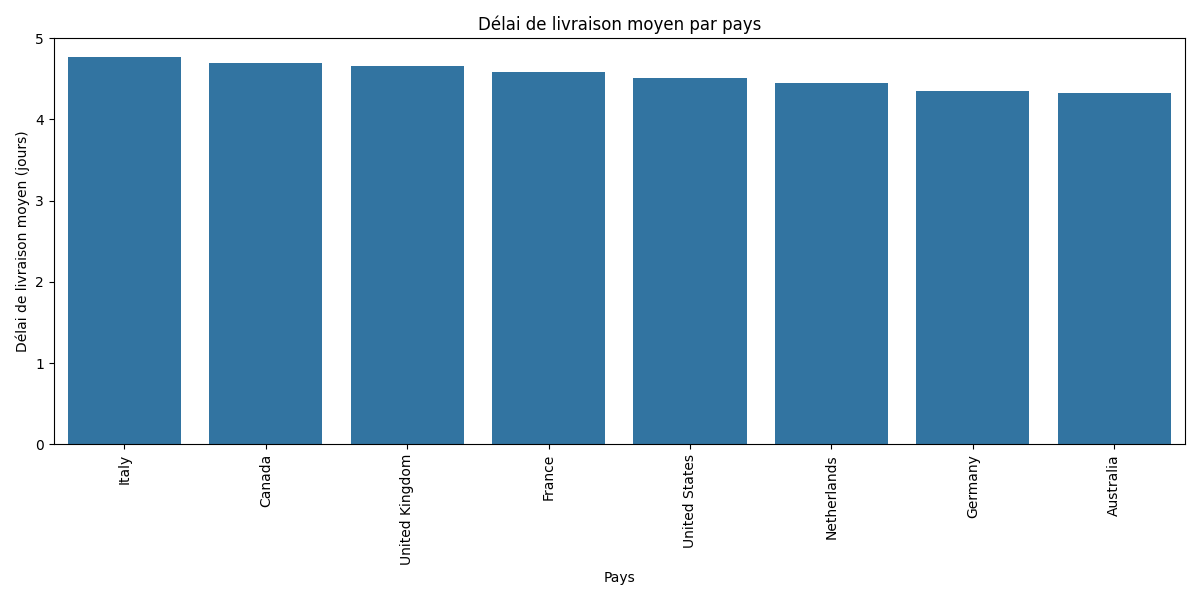 Délai de livraison moyen par pays
Délai de livraison moyen (jours)
5
4
3
2
1
0
Italy
Canada
United Kingdom
France
United States
Netherlands
Germany
Australia
Pays